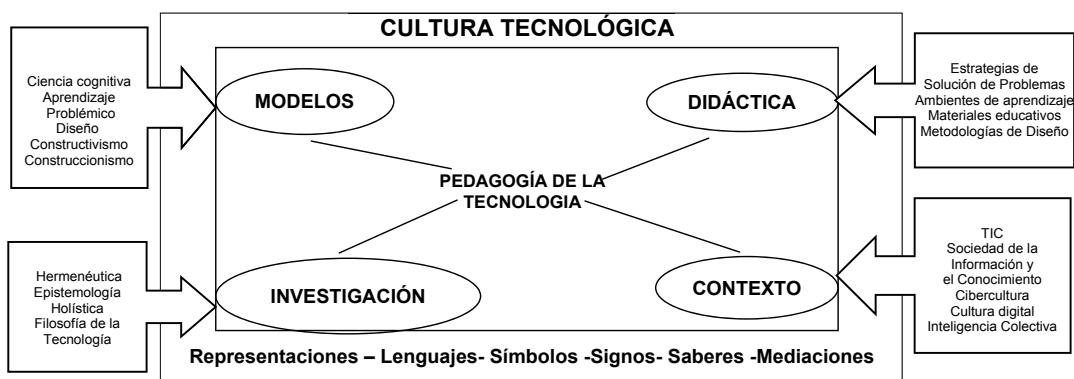 CULTURA TECNOLÓGICA
Ciencia cognitiva
Aprendizaje
Problémico
Diseño
Constructivismo
Construccionismo
MODELOS
DIDÁCTICA
Estrategias de
Solución de Problemas
Ambientes de aprendizaje
Materiales educativos
Metodologías de Diseño
PEDAGOGÍA DE LA
TECNOLOGIA
Hermenéutica
Epistemología
Holística
Filosofía de la
Tecnología
INVESTIGACIÓN
CONTEXTO
TIC
Sociedad de la
Información y
el Conocimiento
Cibercultura
Cultura digital
Inteligencia Colectiva
Representaciones – Lenguajes- Símbolos -Signos- Saberes -Mediaciones